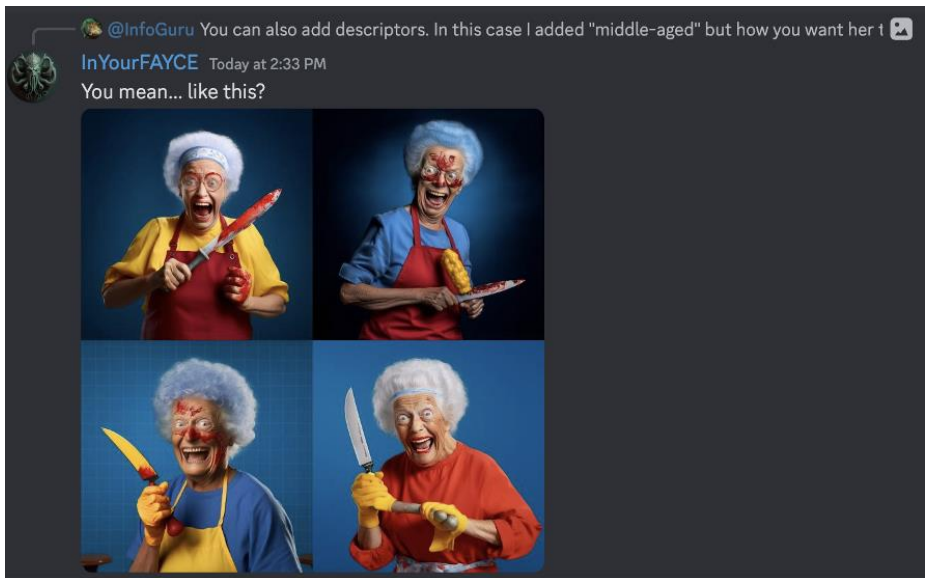 @InfoGuru You can also add descriptors. In this case I added "middle-aged" but how you want her t
InYourFAYCE Today at 2:33 PM
You mean... like this?